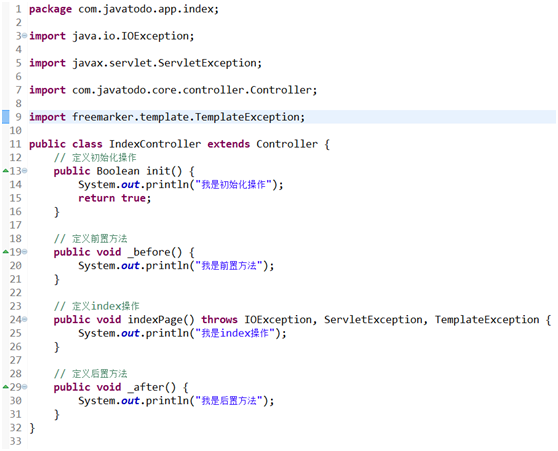 1 package com.javatodo.app.index;
2
3 import java.io.IOException;
4
5 import javax.servlet.ServletException;
6
7 import com.javatodo.core.controller.Controller;
8
9 import freemarker.template.TemplateException;
10
11 public class IndexController extends Controller {
12     // 定义初始化操作
13     public Boolean init() {
14         System.out.println("我是初始化操作");
15         return true;
16     }
17
18     // 定义前置方法
19     public void _before() {
20         System.out.println("我是前置方法");
21     }
22
23     // 定义index操作
24     public void indexPage() throws IOException, ServletException, TemplateException {
25         System.out.println("我是index操作");
26     }
27
28     // 定义后置方法
29     public void _after() {
30         System.out.println("我是后置方法");
31     }
32 }
33